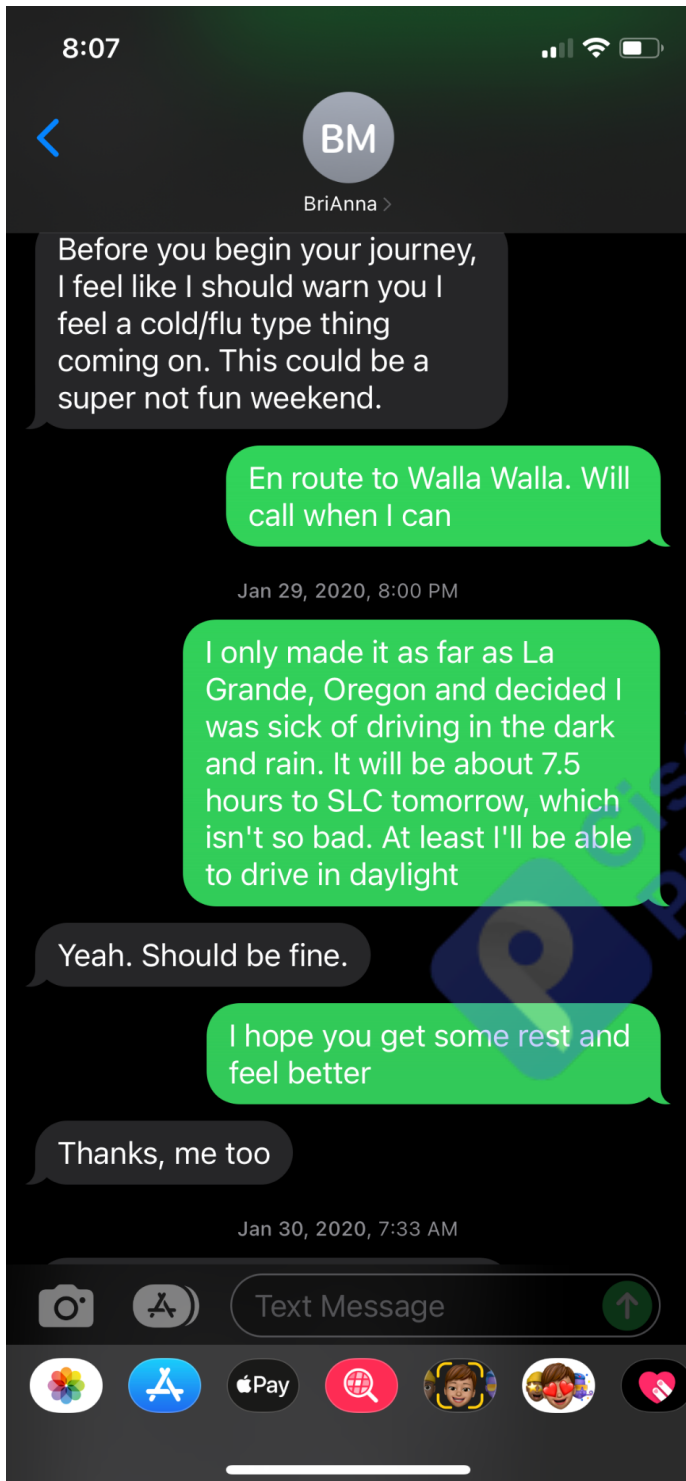 8:07
BM
BriAnna
Before you begin your journey,
I feel like I should warn you I
feel a cold/flu type thing
coming on. This could be a
super not fun weekend.
En route to Walla Walla. Will
call when I can
Jan 29, 2020, 8:00 PM
I only made it as far as La
Grande, Oregon and decided I
was sick of driving in the dark
and rain. It will be about 7.5
hours to SLC tomorrow, which
isn't so bad. At least I'll be able
to drive in daylight
Yeah. Should be fine.
I hope you get some rest and
feel better
Thanks, me too
Jan 30, 2020, 7:33 AM
Text Message
Pay